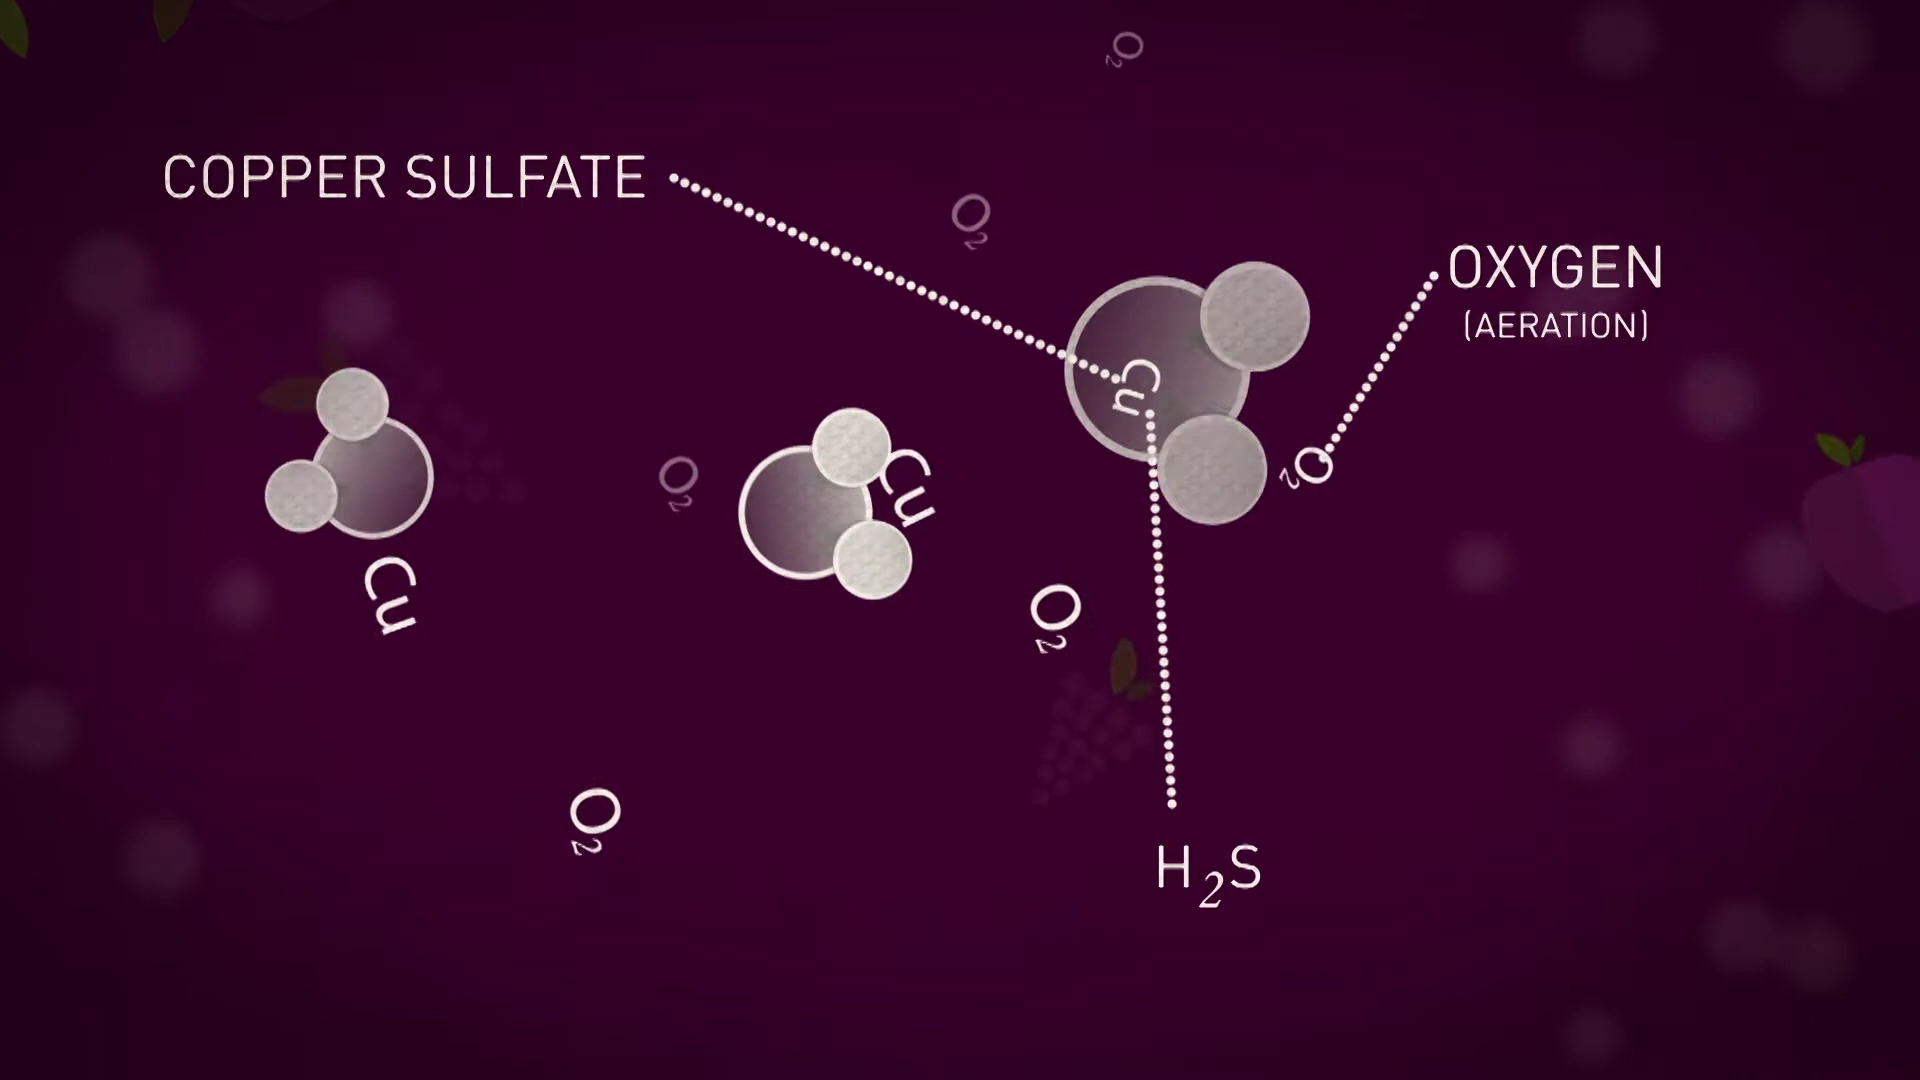 O₂
COPPER SULFATE
O₂
OXYGEN
(AERATION)
Cu
O₂
Cu
O₂
Cu
O₂
O₂
H₂S